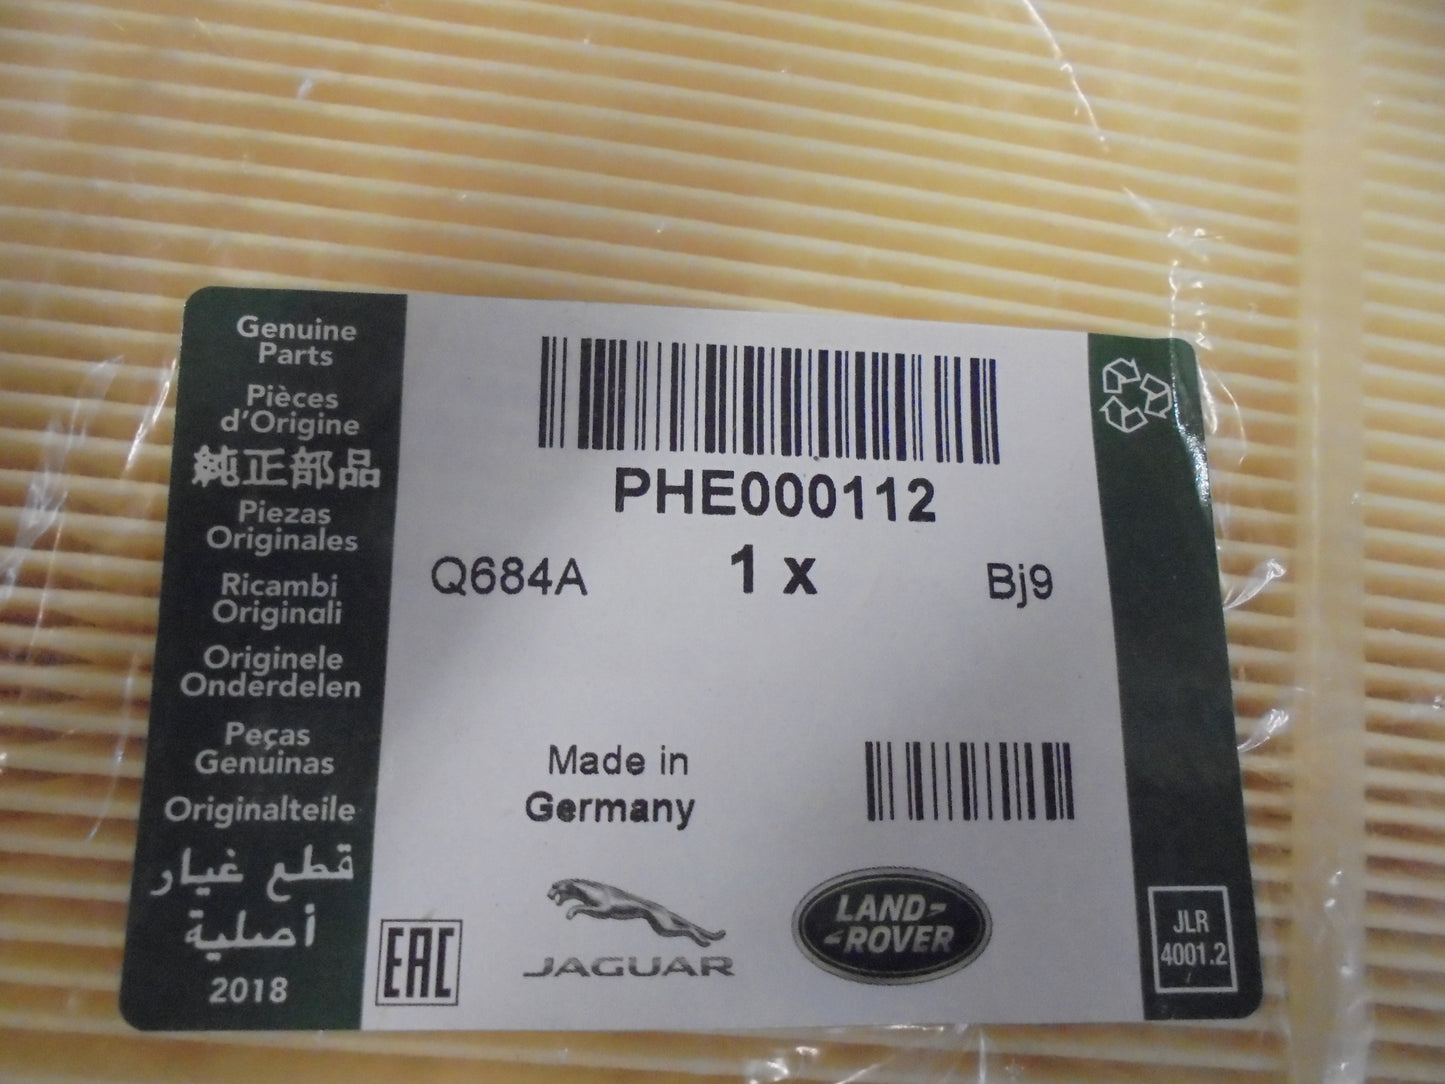 Genuine
Parts
Pièces
d'Origine
純正部品
Piezas
Originales
Ricambi
Originali
Originele
Onderdelen
Peças
Genuinas
Originalteile
قطع غيار
أصلية
2018
PHE000112
Q684A 1 x Bj9
Made in
Germany
EAC
JAGUAR
LAND-
-ROVER
JLR
4001.2